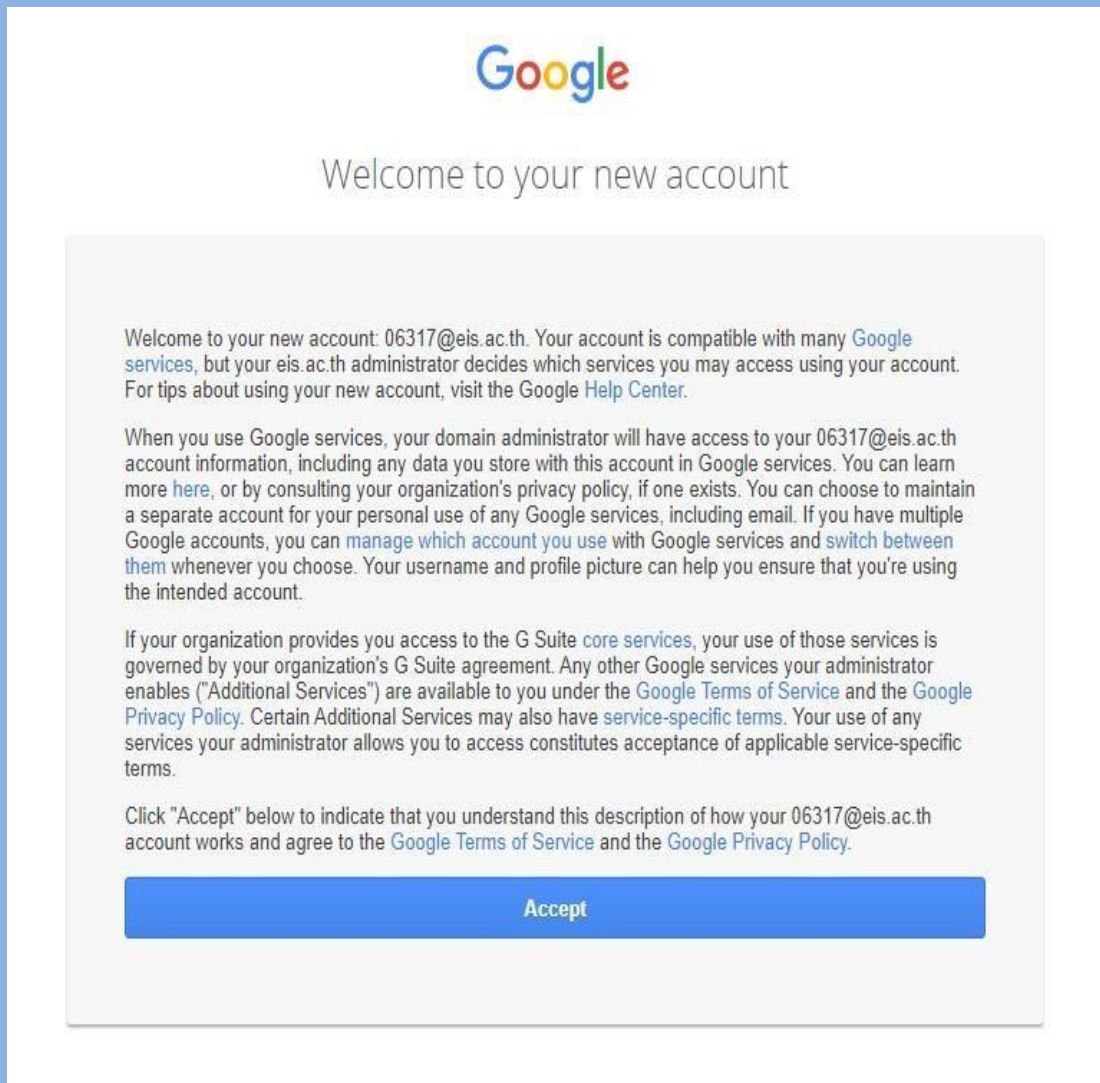 Google
Welcome to your new account
Welcome to your new account: 06317@eis.ac.th. Your account is compatible with many Google
services, but your eis.ac.th administrator decides which services you may access using your account.
For tips about using your new account, visit the Google Help Center.
When you use Google services, your domain administrator will have access to your 06317@eis.ac.th
account information, including any data you store with this account in Google services. You can learn
more here, or by consulting your organization's privacy policy, if one exists. You can choose to maintain
a separate account for your personal use of any Google services, including email. If you have multiple
Google accounts, you can manage which account you use with Google services and switch between
them whenever you choose. Your username and profile picture can help you ensure that you're using
the intended account.
If your organization provides you access to the G Suite core services, your use of those services is
governed by your organization's G Suite agreement. Any other Google services your administrator
enables ("Additional Services") are available to you under the Google Terms of Service and the Google
Privacy Policy. Certain Additional Services may also have service-specific terms. Your use of any
services your administrator allows you to access constitutes acceptance of applicable service-specific
terms.
Click "Accept" below to indicate that you understand this description of how your 06317@eis.ac.th
account works and agree to the Google Terms of Service and the Google Privacy Policy.
Accept